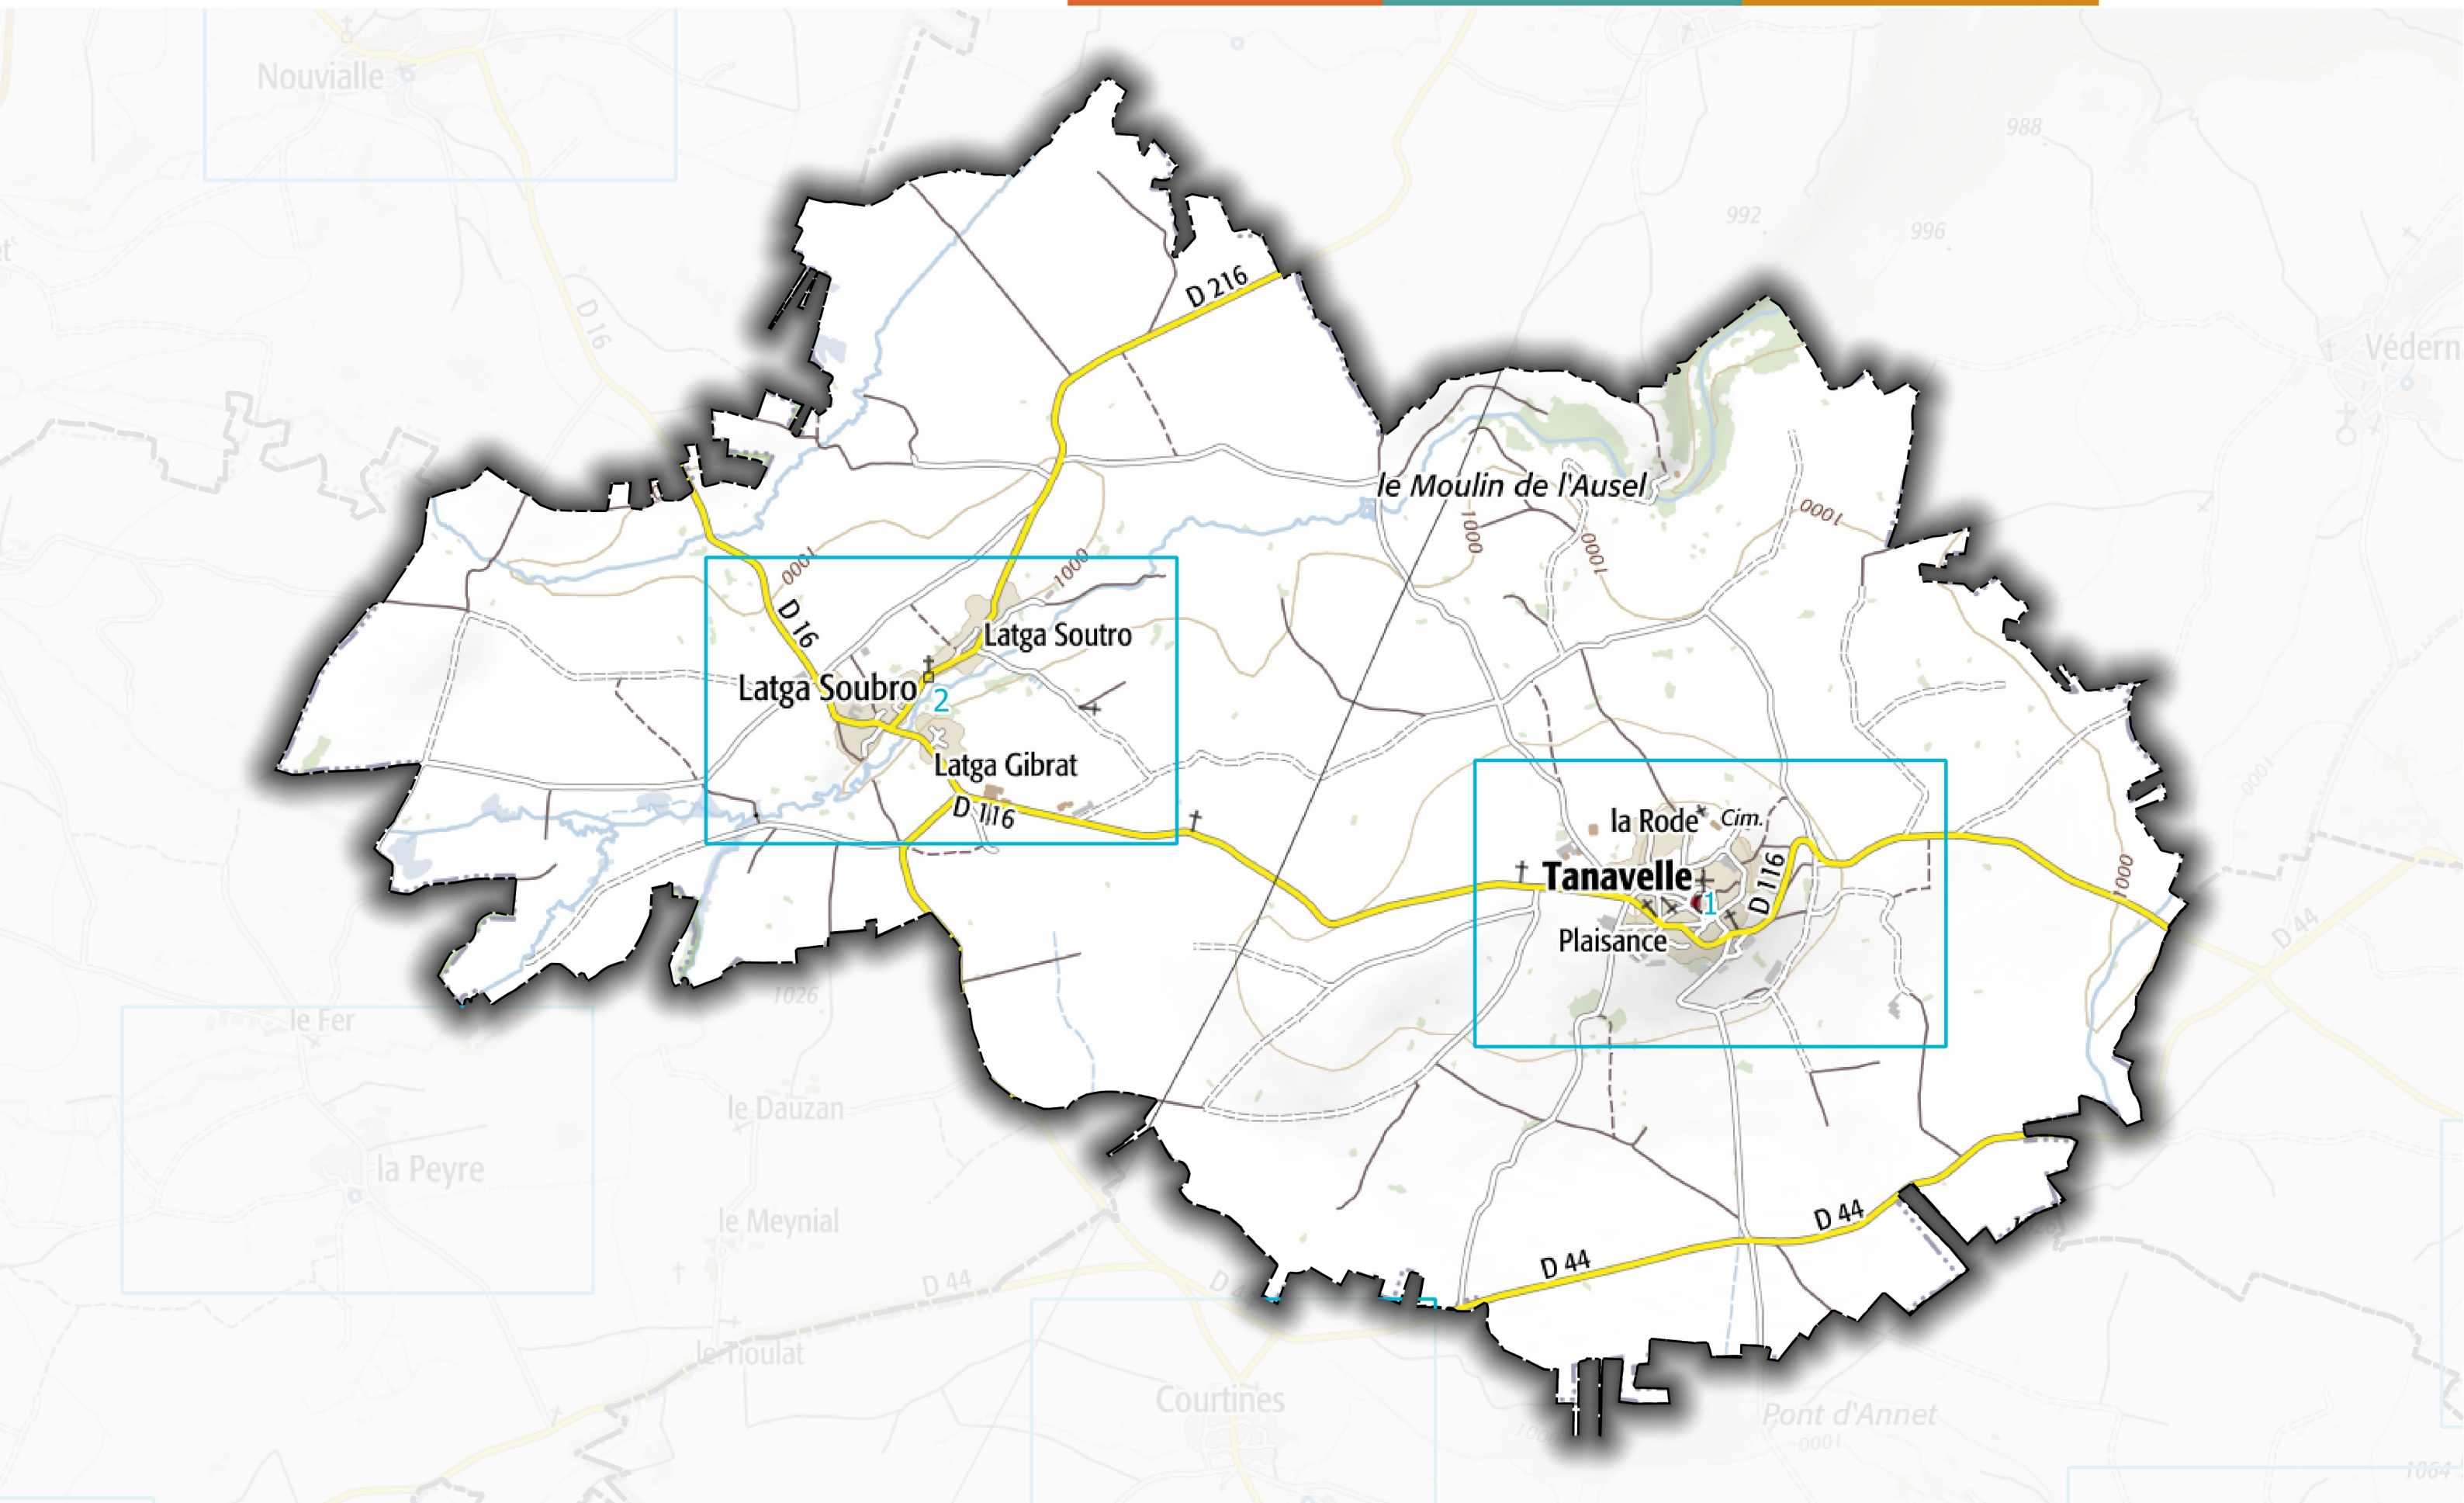 Nouvialle
988
992
996
D 216
D 16
Védern
le Moulin de l'Ausel
1000
1000
1000
1000
1000
D 16
Latga Soutro
Latga Soubro
2
Latga Gibrat
D 116
la Rode
Cim.
Tanavelle
1
D 116
Plaisance
1000
1000
D 44
1026
le Fer
le Dauzan
la Peyre
le Meynial
D 44
D 44
D 44
D 44
le Tioulat
Courtines
Pont d'Annet
1000
1000
1064